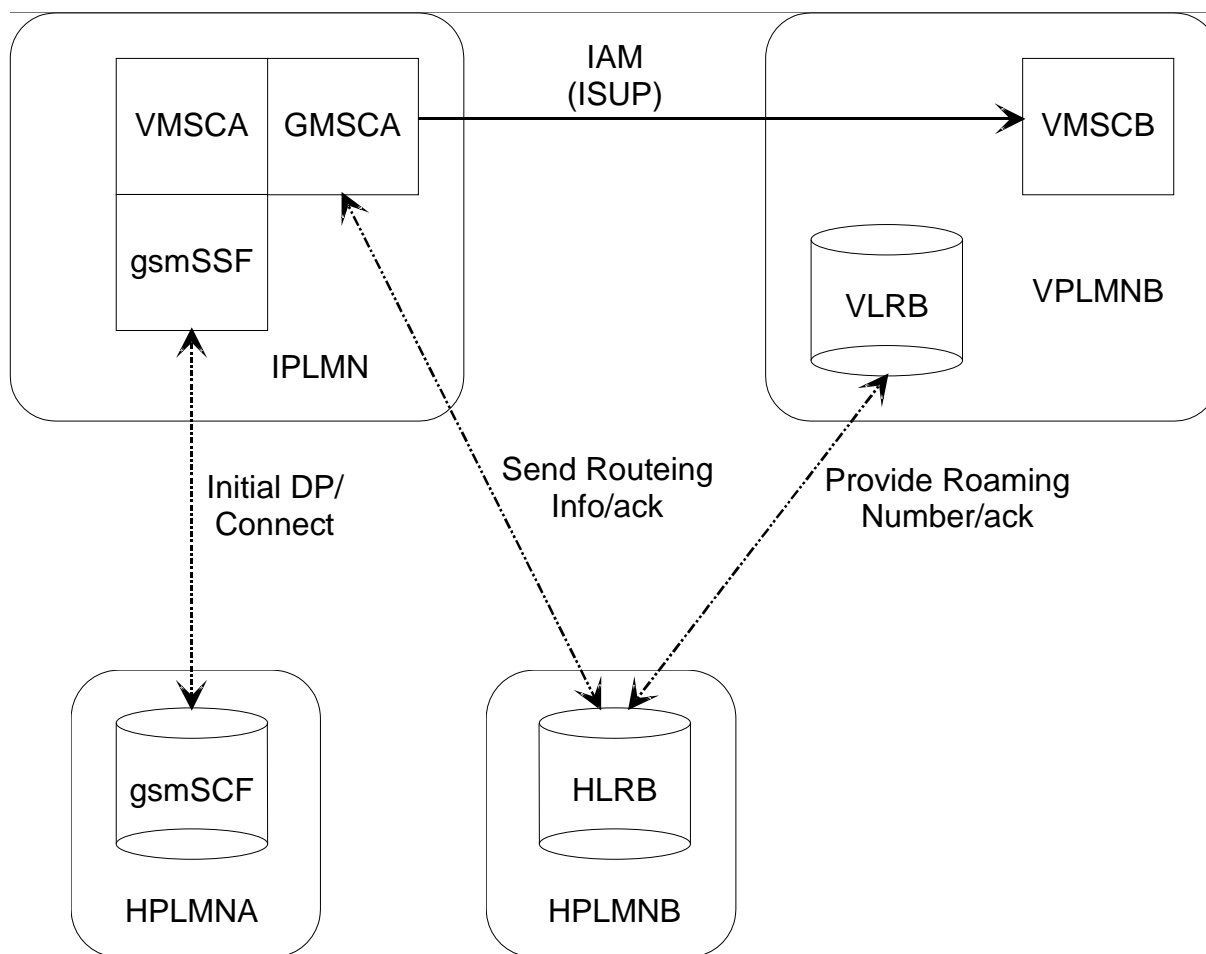 IAM
(ISUP)
VMSCA
GMSCA
VMSCB
gsmSSF
VLRB
VPLMNB
IPLMN
Initial DP/
Connect
Send Routeing
Info/ack
Provide Roaming
Number/ack
gsmSCF
HLRB
HPLMNA
HPLMNB